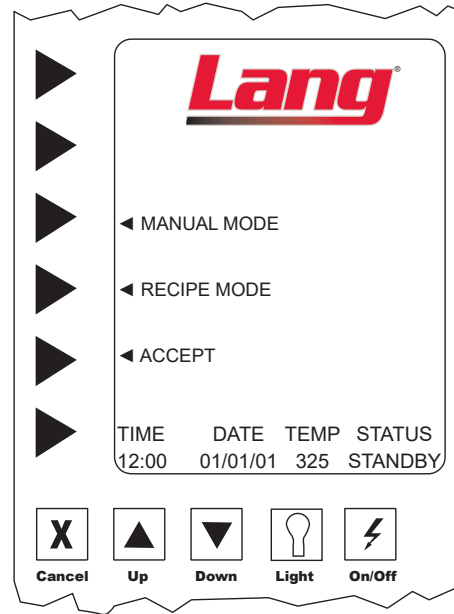 Lang®
◄ MANUAL MODE
◄ RECIPE MODE
◄ ACCEPT
TIME DATE TEMP STATUS
12:00 01/01/01 325 STANDBY
X
Cancel Up Down Light On/Off